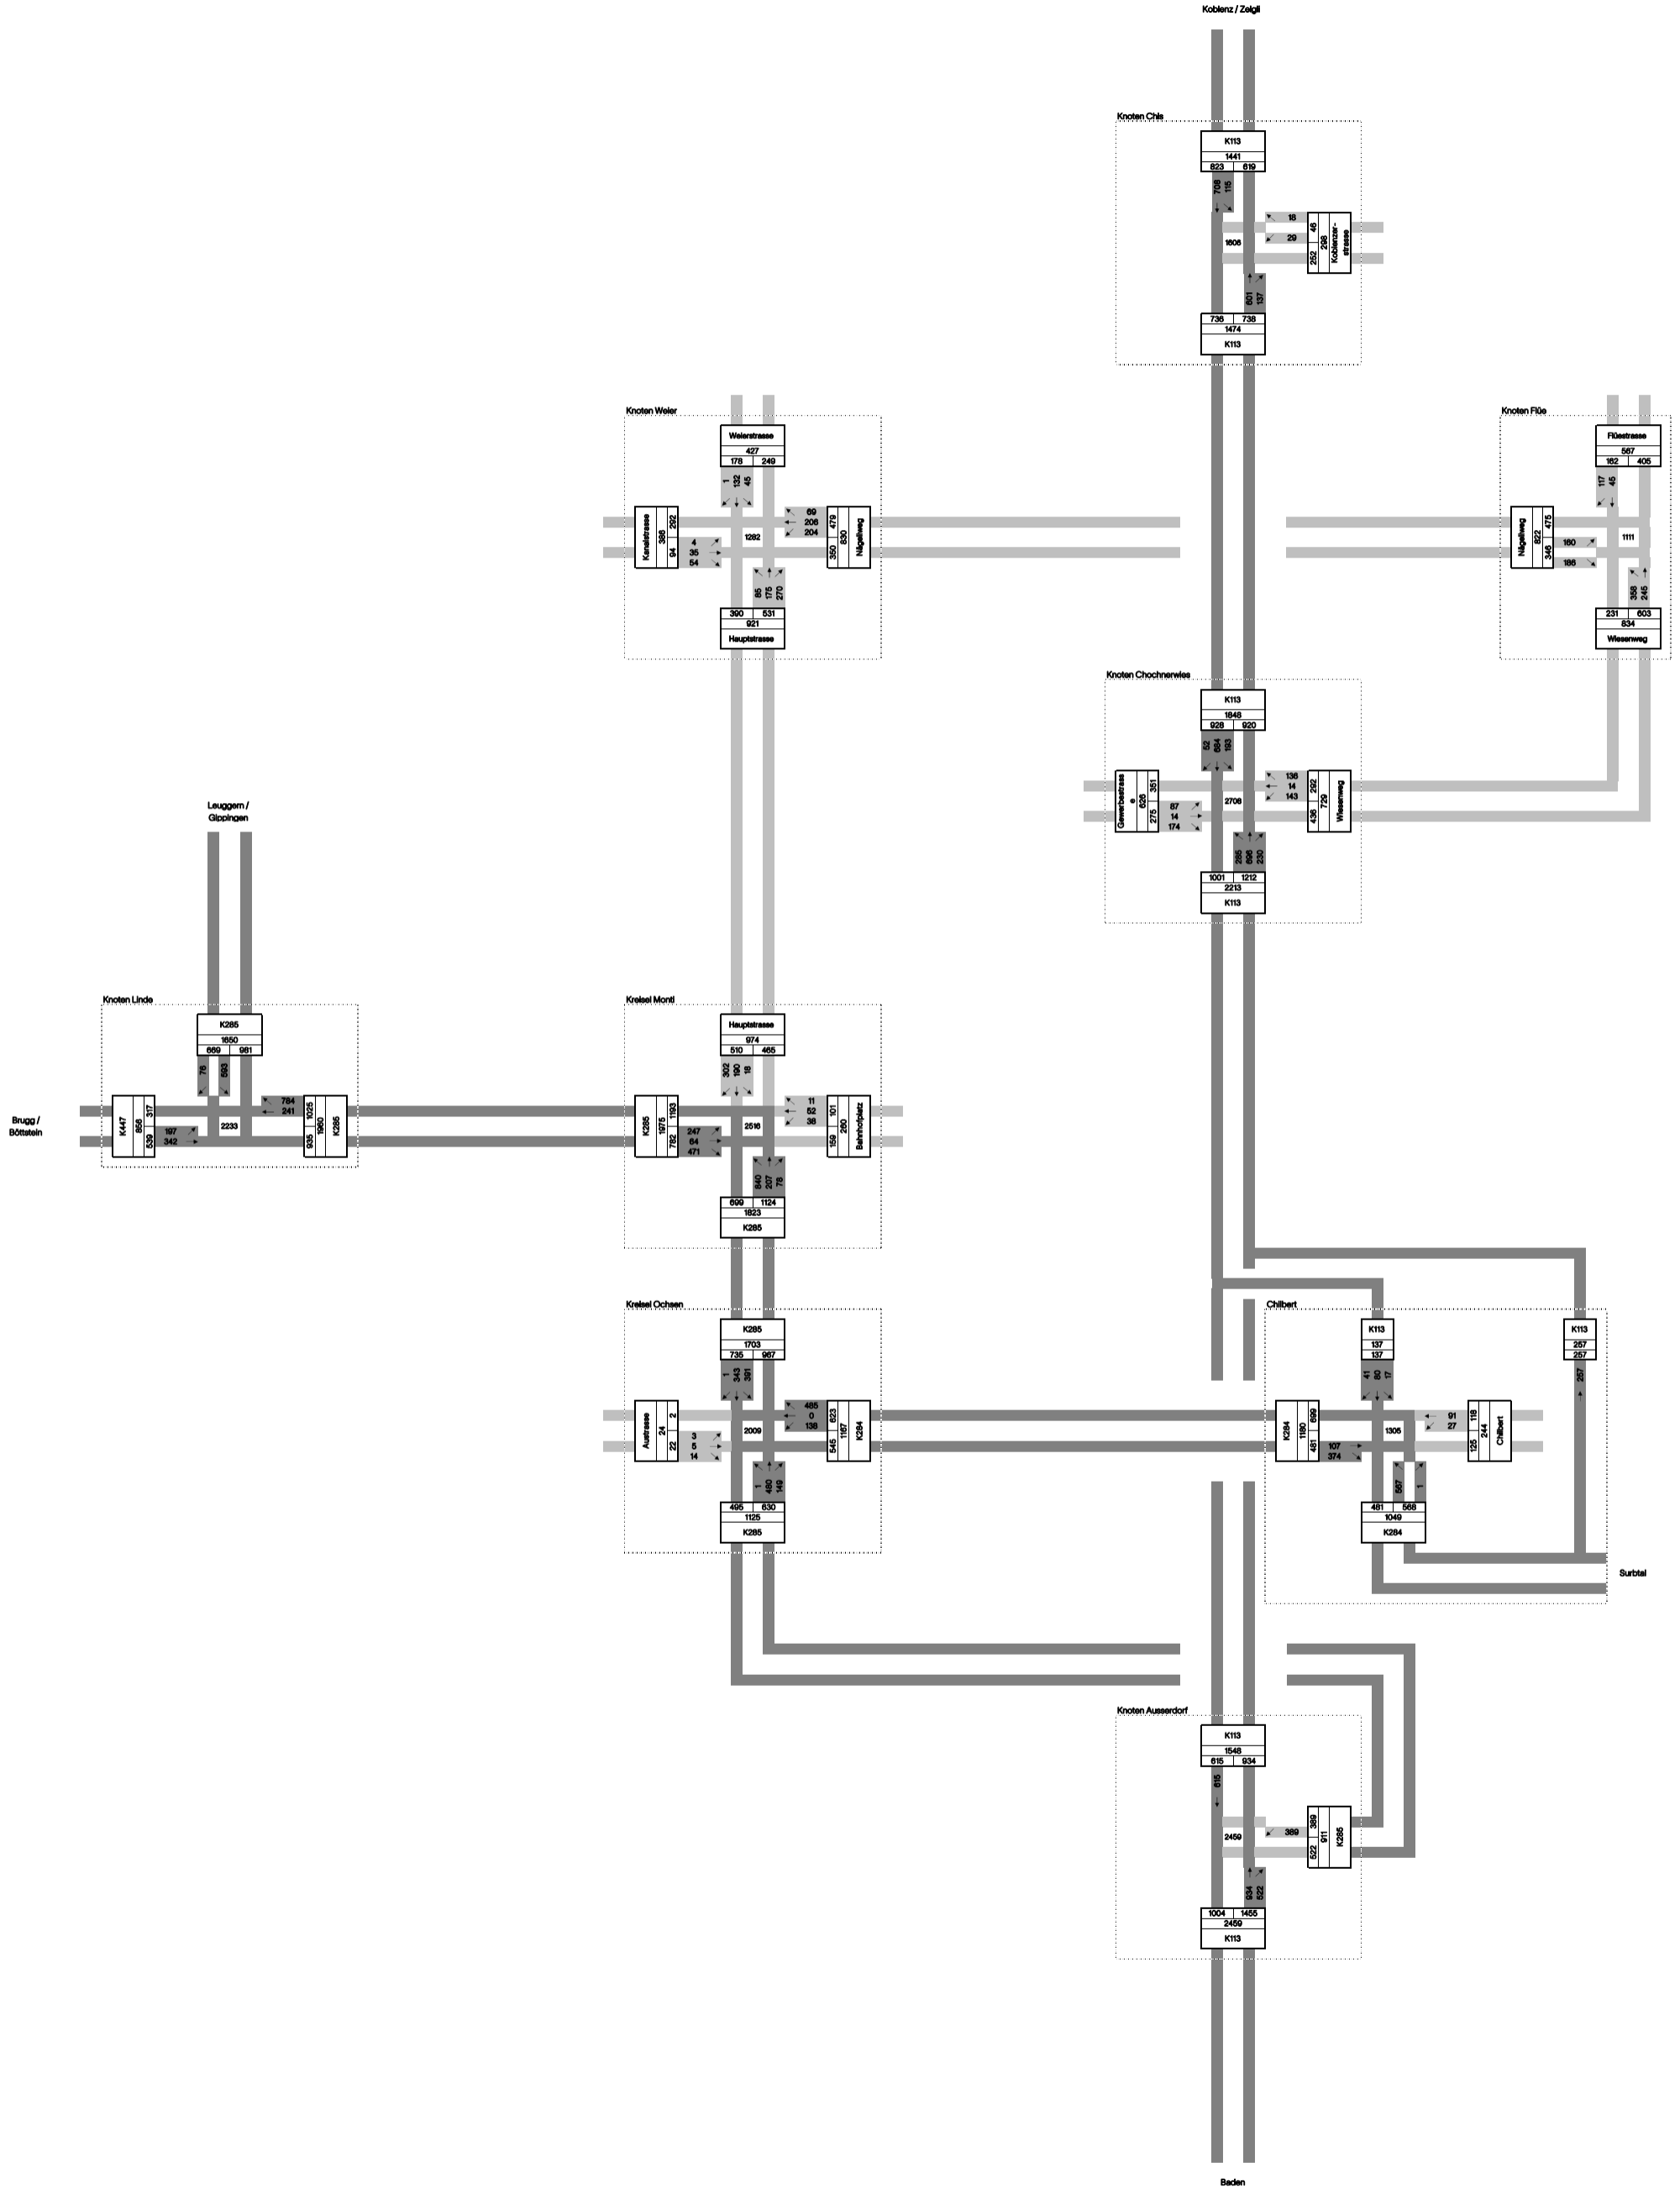 Koblenz / Zelgli
Knoten Chis
K113
1441
823 619
708 115
18
29
46
252
298
Koblenzer-
strasse
1606
601 137
736 738
1474
K113
Knoten Weier
Weierstrasse
427
178 249
1 132 45
Kanalstrasse
386
292
94
4
35
54
1282
69
206
204
479
350
830
Nägeliweg
85 175 270
390 531
921
Hauptstrasse
Knoten Flüe
Flüestrasse
567
162 405
117 45
Nägeliweg
822
475
346
160
186
1111
358 245
231 603
834
Wiesenweg
Knoten Chochnerwies
K113
1848
928 920
52 684 193
Gewerbestrass
e
626
351
275
87
14
174
2708
136
14
143
292
436
729
Wiesenweg
285 696 230
1001 1212
2213
K113
Leuggern /
Gippingen
Knoten Linde
K285
1650
669 981
76 593
Brugg /
Böttstein
K447
856
317
539
197
342
2233
784
241
1025
935
1960
K285
Kreisel Monti
Hauptstrasse
974
510 465
302 190 18
K285
1975
1193
782
247
64
471
2516
11
52
38
101
159
260
Bahnhofplatz
840 207 78
699 1124
1823
K285
Kreisel Ochsen
K285
1703
735 967
1 343 391
Austrasse
24
2
22
3
5
14
2009
485
0
138
623
545
1167
K284
1 480 149
495 630
1125
K285
Chilbert
K113
137
137
41 80 17
K113
257
257
257
K284
1180
699
481
107
374
1305
91
27
118
125
244
Chilbert
567 1
481 568
1049
K284
Surbtal
Knoten Ausserdorf
K113
1548
615 934
615
2459
389
389
522
911
K285
934 522
1004 1455
2459
K113
Baden